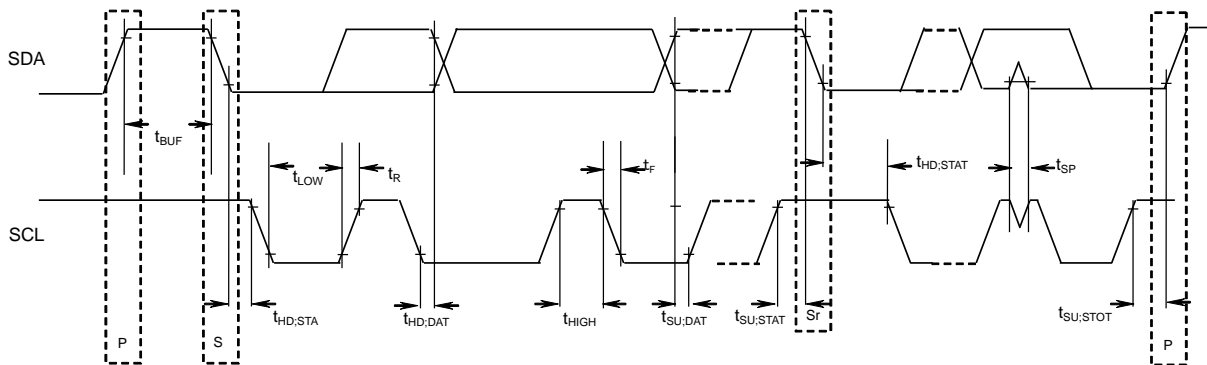 SDA
tBUF
tLOW
tR
tF
tHD;STAT
tSP
SCL
tHD;STA
tHD;DAT
tHIGH
tSU;DAT
tSU;STAT
Sr
tSU;STOT
P
S
P